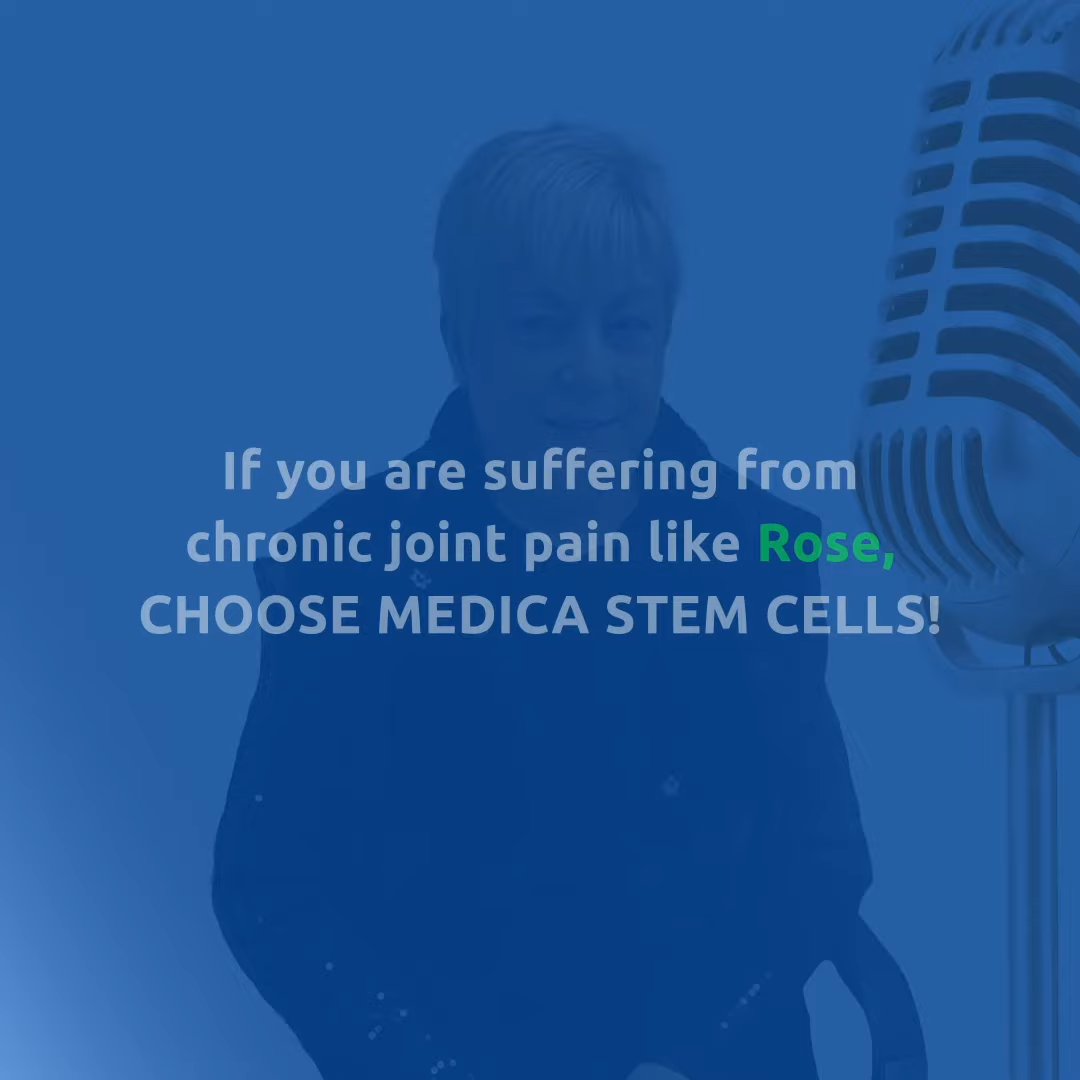 If you are suffering from
chronic joint pain like Rose,
CHOOSE MEDICA STEM CELLS!